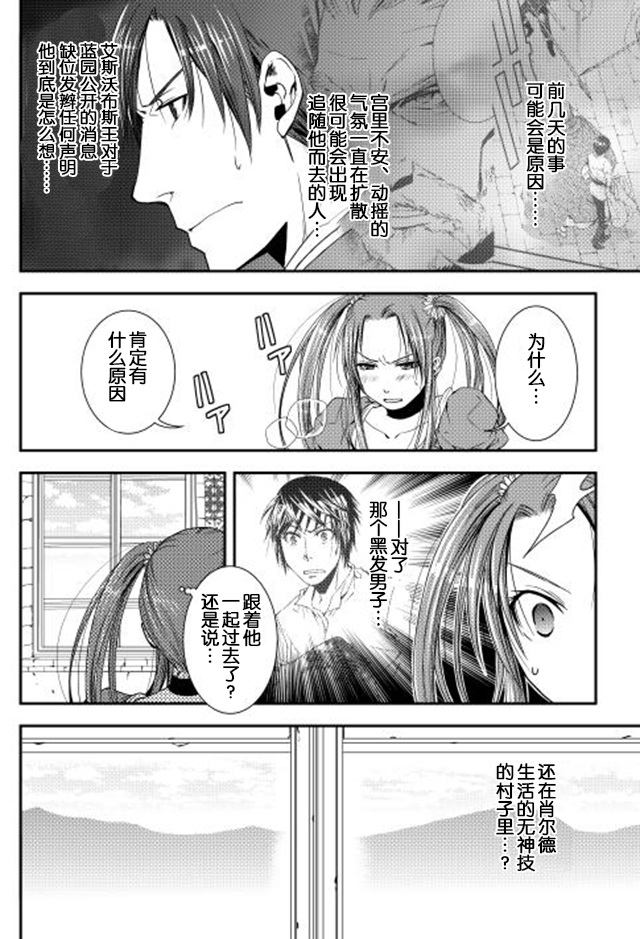 前几天的事
可能会是原因……
宫里不安、动摇的
气氛一直在扩散
很可能会出现
追随他而去的人…
艾斯沃布斯王对于
蓝园公开的消息
缺位发辫任何声明
他到底是怎么想……
为什么…
イラ
イラ
肯定有
什么原因
——对了
那个黑发男子…
跟着他
一起过去了？
还是说…
还在肖尔德
生活的无神技
的村子里…？